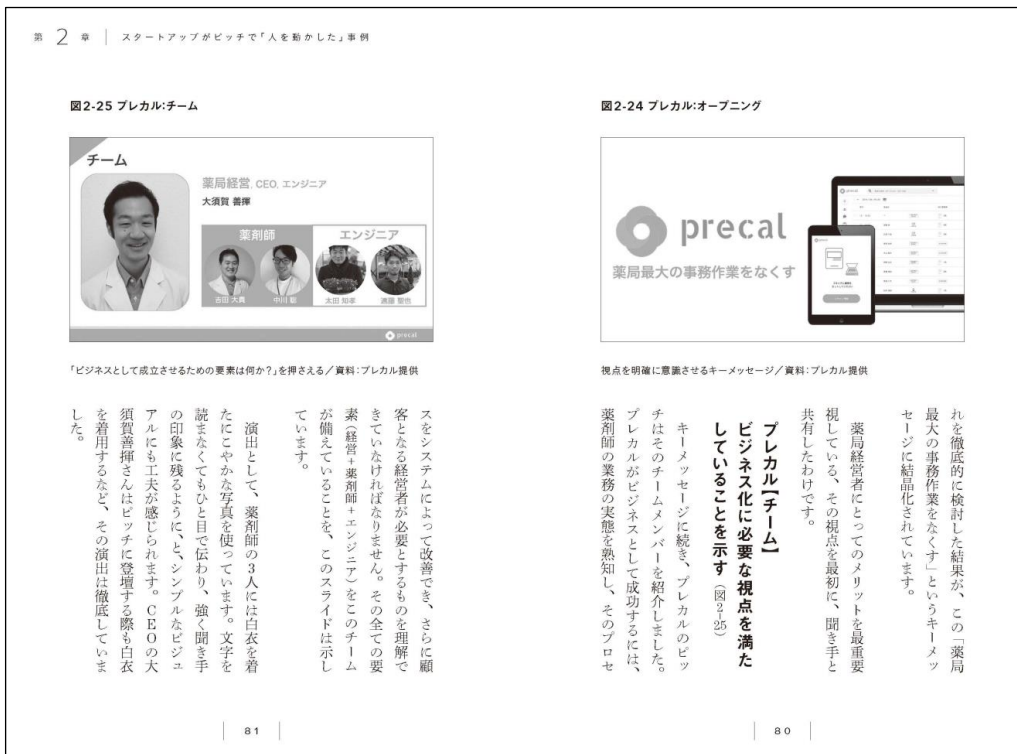 第 2 章 スタートアップがピッチで「人を動かした」事例
図2-24 プレカル:オープニング
precal
薬局最大の事務作業をなくす
視点を明確に意識させるキーメッセージ／資料:プレカル提供
れを徹底的に検討した結果が、この「薬局
最大の事務作業をなくす」というキーメッ
セージに結晶化されています。
薬局経営者にとってのメリットを最重要
視している、その視点を最初に、聞き手と
共有したわけです。
プレカル【チーム】
ビジネス化に必要な視点を満た
していることを示す（図2-25）
キーメッセージに続き、プレカルのピッ
チはそのチームメンバーを紹介しました。
プレカルがビジネスとして成功するには、
薬剤師の業務の実態を熟知し、そのプロセ
80
図2-25 プレカル:チーム
チーム
薬局経営, CEO, エンジニア
大須賀 善揮
薬剤師
エンジニア
吉田 大貴
中川 聡
太田 知孝
進藤 智也
precal
「ビジネスとして成立させるための要素は何か?」を押さえる／資料:プレカル提供
スをシステムによって改善でき、さらに顧
客となる経営者が必要とするものを理解で
きていなければなりません。その全ての要
素（経営＋薬剤師＋エンジニア）をこのチーム
が備えていることを、このスライドは示し
ています。
演出として、薬剤師の3人には白衣を着
たにこやかな写真を使っています。文字を
読まなくてもひと目で伝わり、強く聞き手
の印象に残るように、と、シンプルなビジュ
アルにも工夫が感じられます。CEOの大
須賀善揮さんはピッチに登壇する際も白衣
を着用するなど、その演出は徹底していま
した。
81